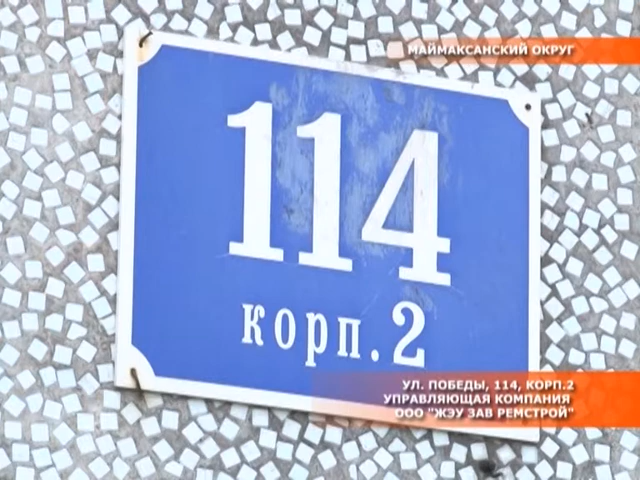 МАЙМАКСАНСКИЙ ОКРУГ
114
корп.2
УЛ. ПОБЕДЫ, 114, КОРП.2
УПРАВЛЯЮЩАЯ КОМПАНИЯ
ООО "ЖЭУ ЗАВ РЕМСТРОЙ"